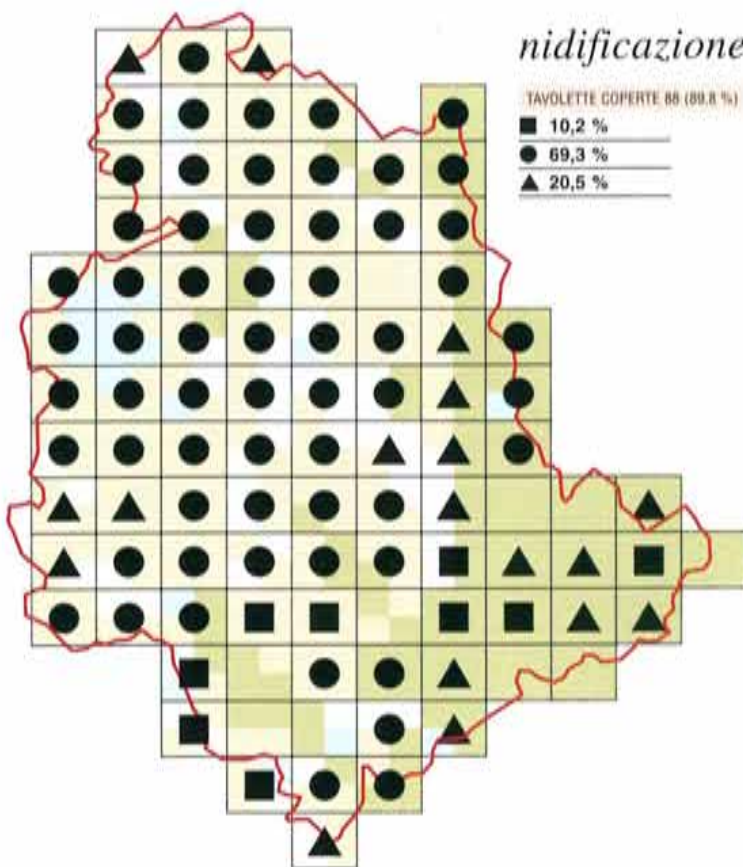 nidificazione
TAVOLETTE COPERTE 88 (89.8 %)
■ 10,2 %
● 69,3 %
▲ 20,5 %